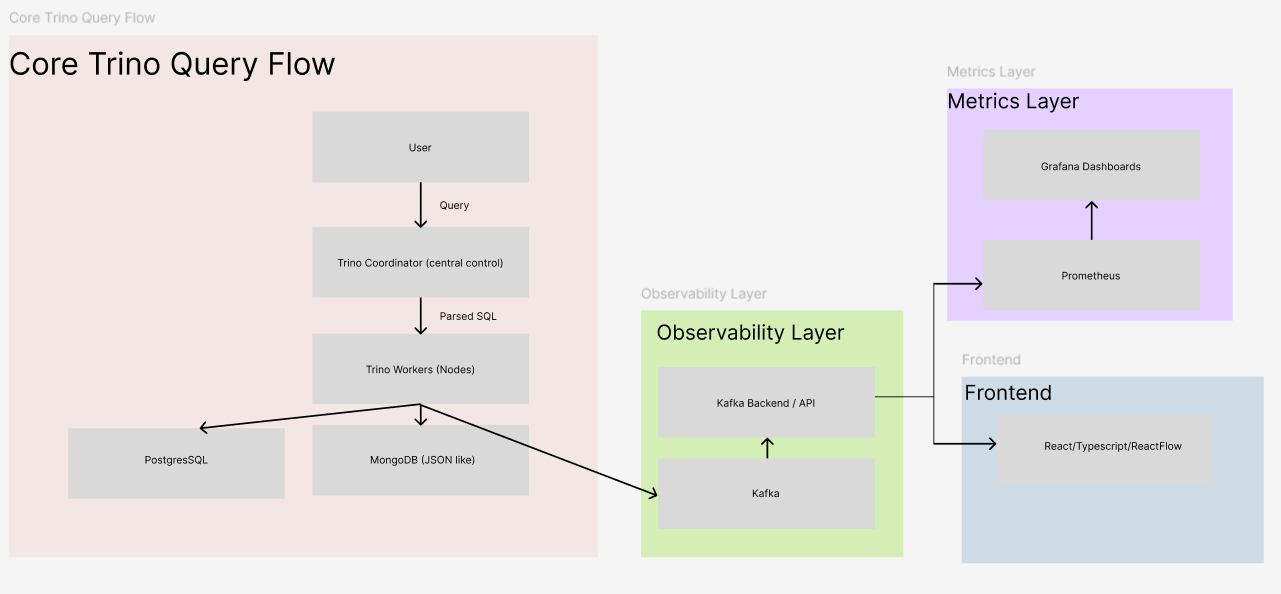 Core Trino Query Flow
Core Trino Query Flow
User
Query
Trino Coordinator (central control)
Parsed SQL
Trino Workers (Nodes)
PostgresSQL
MongoDB (JSON like)
Observability Layer
Observability Layer
Kafka Backend / API
Kafka
Metrics Layer
Metrics Layer
Grafana Dashboards
Prometheus
Frontend
Frontend
React/Typescript/ReactFlow